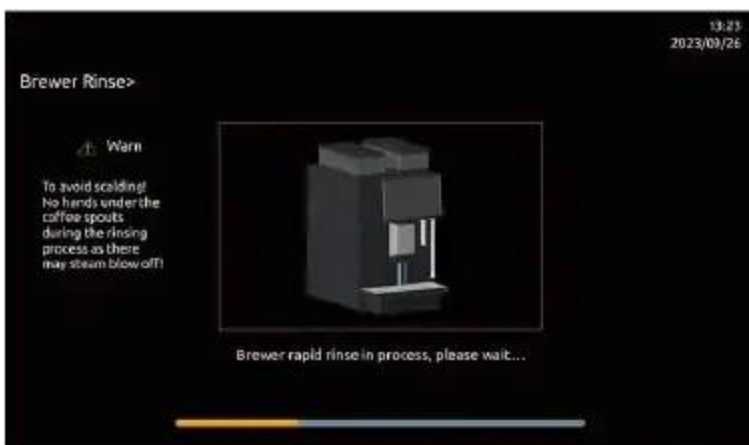 13:23
2023/09/26
Brewer Rinse>
Warn
To avoid scalding!
No hands under the
coffee spouts
during the rinsing
process as there
may steam blow off!
Brewer rapid rinse in process, please wait...